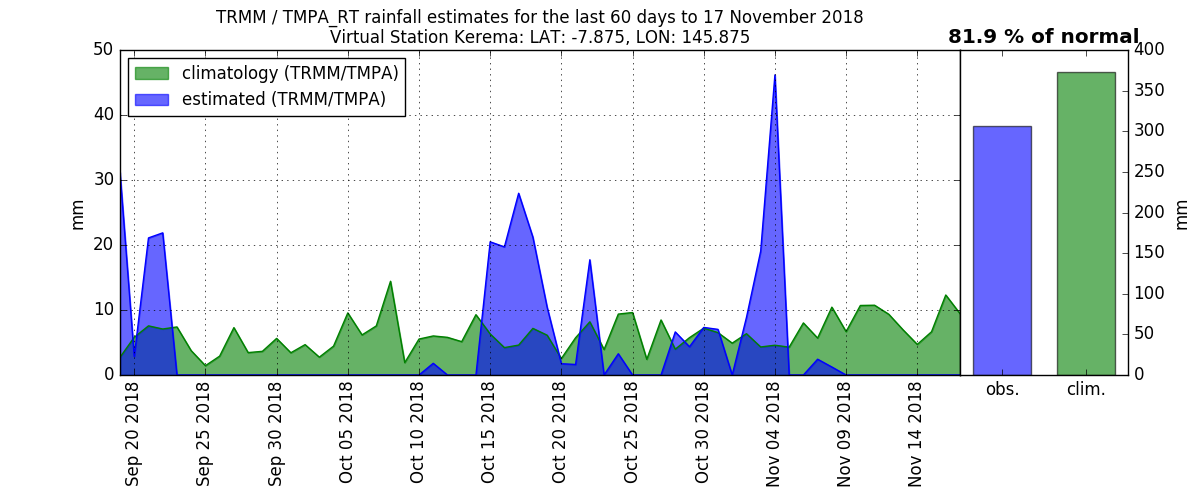 TRMM / TMPA_RT rainfall estimates for the last 60 days to 17 November 2018
Virtual Station Kerema: LAT: -7.875, LON: 145.875
81.9 % of normal
climatology (TRMM/TMPA)
estimated (TRMM/TMPA)
mm
50
40
30
20
10
0
Sep 20 2018
Sep 25 2018
Sep 30 2018
Oct 05 2018
Oct 10 2018
Oct 15 2018
Oct 20 2018
Oct 25 2018
Oct 30 2018
Nov 04 2018
Nov 09 2018
Nov 14 2018
obs.
clim.
400
350
300
250
200
150
100
50
0
mm